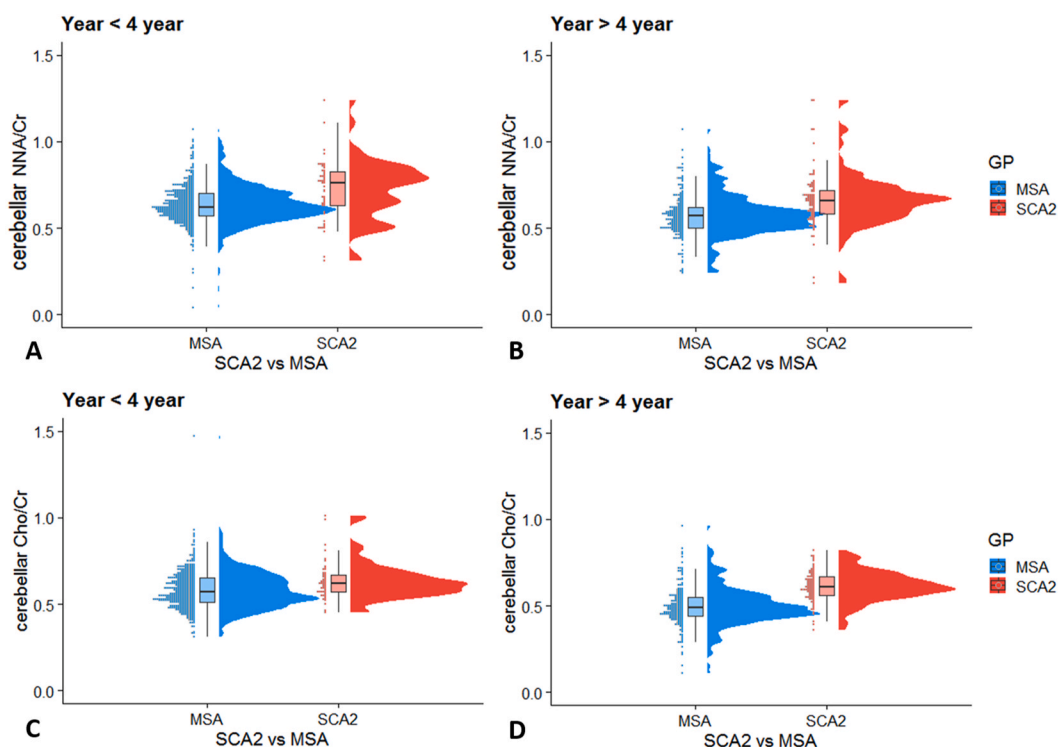 Year < 4 year
cerebellar NNA/Cr
1.5
1.0
0.5
0.0
MSA SCA2
SCA2 vs MSA
A
Year > 4 year
cerebellar NNA/Cr
1.5
1.0
0.5
0.0
MSA SCA2
SCA2 vs MSA
B
GP
MSA
SCA2
Year < 4 year
cerebellar Cho/Cr
1.5
1.0
0.5
0.0
MSA SCA2
SCA2 vs MSA
C
Year > 4 year
cerebellar Cho/Cr
1.5
1.0
0.5
0.0
MSA SCA2
SCA2 vs MSA
D
GP
MSA
SCA2